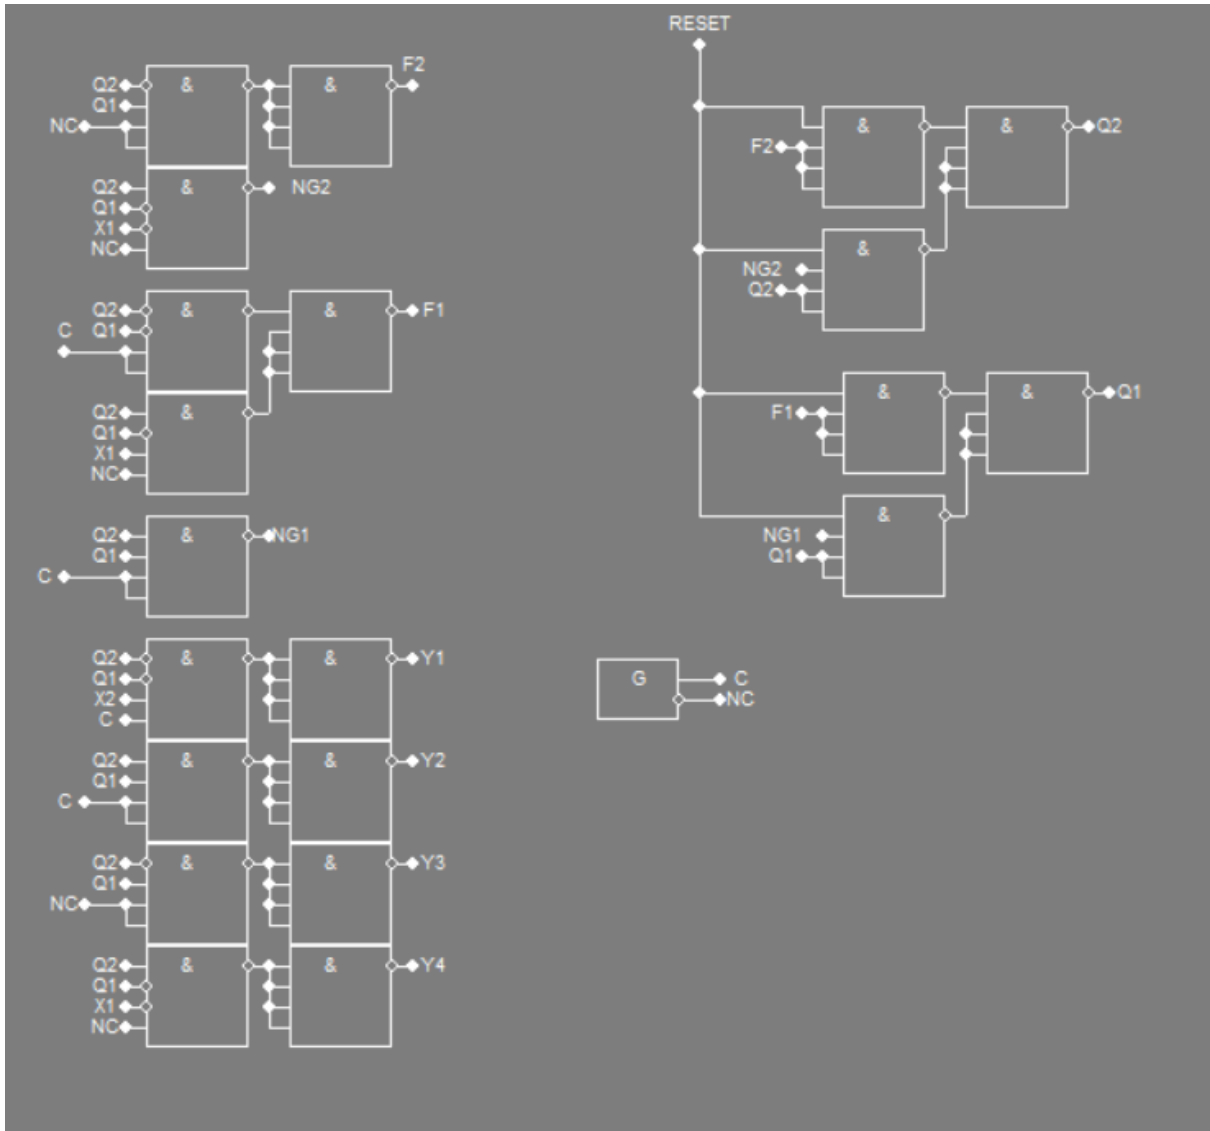 RESET
F2
Q2 & &
Q1
NC
Q2 & NG2
Q1
X1
NC
Q2 & & F1
C Q1
Q2 &
Q1
X1
NC
Q2 & NG1
Q1
C
Q2 & & Y1
Q1
X2
C
Q2 & & Y2
Q1
C
Q2 & & Y3
Q1
NC
Q2 & & Y4
Q1
X1
NC
& & Q2
F2
&
NG2
Q2
& & Q1
F1
&
NG1
Q1
G C
NC